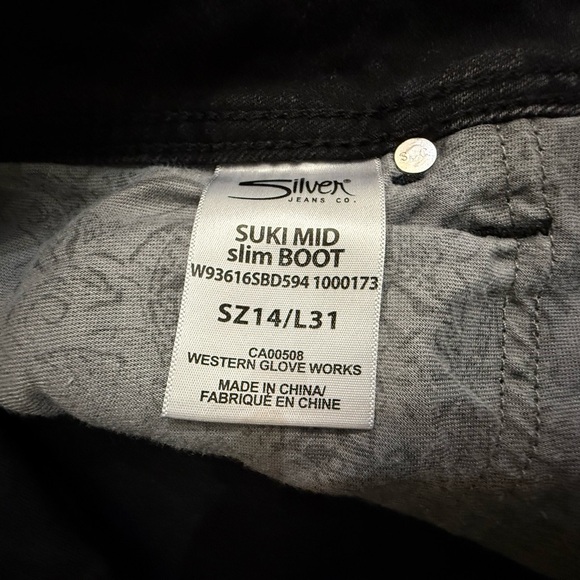 Silver
JEANS CO.
SUKI MID
slim BOOT
W93616SBD594 1000173
SZ14/L31
CA00508
WESTERN GLOVE WORKS
MADE IN CHINA/
FABRIQUÉ EN CHINE